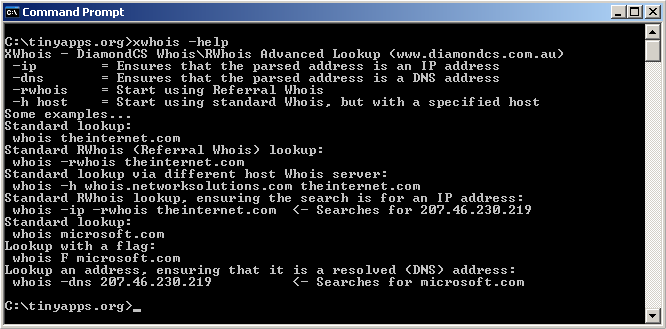 Command Prompt
C:\tinyapps.org>xwhois -help
XWhois - DiamondCS Whois\RWhois Advanced Lookup (www.diamondcs.com.au)
-ip = Ensures that the parsed address is an IP address
-dns = Ensures that the parsed address is a DNS address
-rwhois = Start using Referral Whois
-h host = Start using standard Whois, but with a specified host
Some examples...
Standard lookup:
whois theinternet.com
Standard RWhois (Referral Whois) lookup:
whois -rwhois theinternet.com
Standard lookup via different host Whois server:
whois -h whois.networksolutions.com theinternet.com
Standard RWhois lookup, ensuring the search is for an IP address:
whois -ip -rwhois theinternet.com <- Searches for 207.46.230.219
Standard lookup:
whois microsoft.com
Lookup with a flag:
whois F microsoft.com
Lookup an address, ensuring that it is a resolved (DNS) address:
whois -dns 207.46.230.219 <- Searches for microsoft.com
C:\tinyapps.org>_